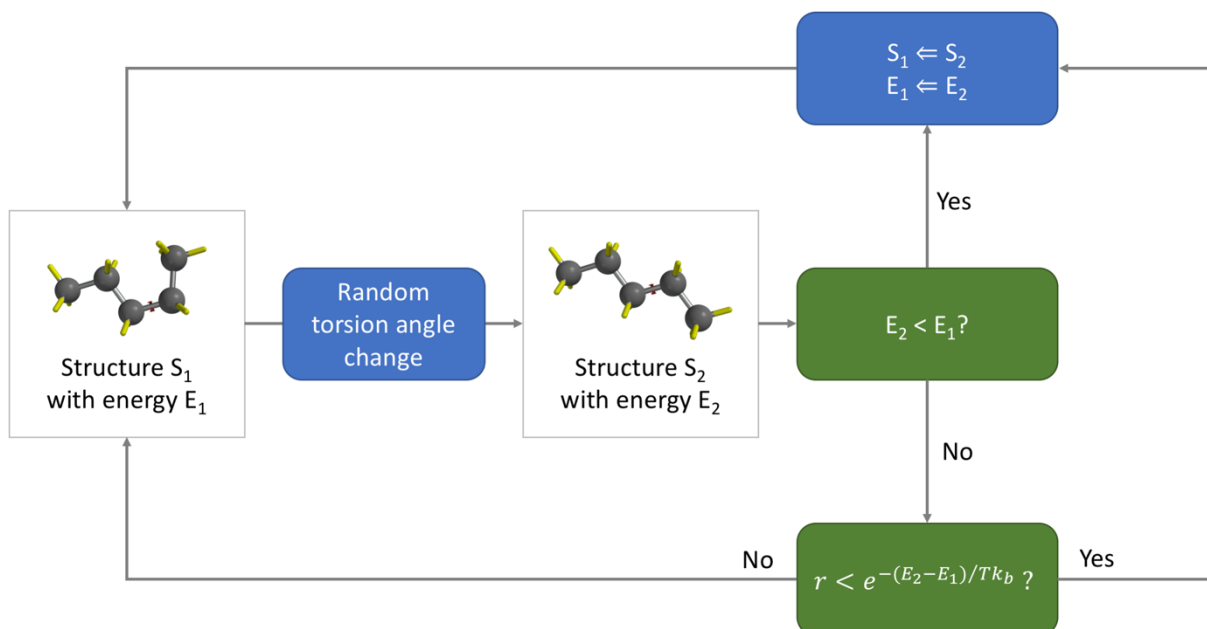 S₁ ⇐ S₂
E₁ ⇐ E₂
Yes
Structure S₁
with energy E₁
Random
torsion angle
change
Structure S₂
with energy E₂
E₂ < E₁?
No
No
r < e^{-(E₂-E₁)/Tk_b} ?
Yes